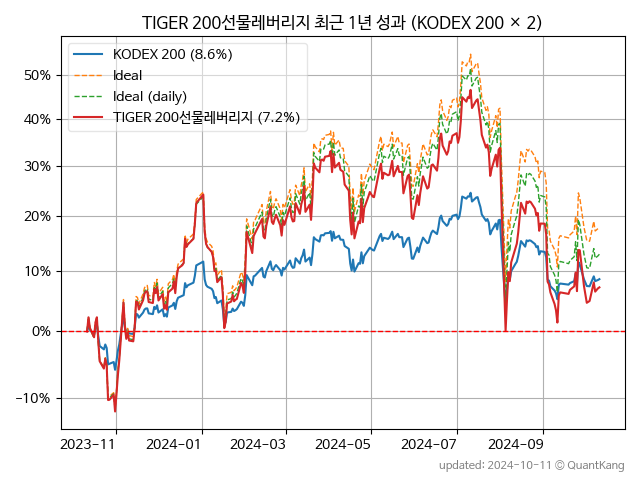 TIGER 200선물레버리지 최근 1년 성과 (KODEX 200 × 2)
KODEX 200 (8.6%)
Ideal
Ideal (daily)
TIGER 200선물레버리지 (7.2%)
50%
40%
30%
20%
10%
0%
−10%
2023-11
2024-01
2024-03
2024-05
2024-07
2024-09
updated: 2024-10-11 © QuantKang